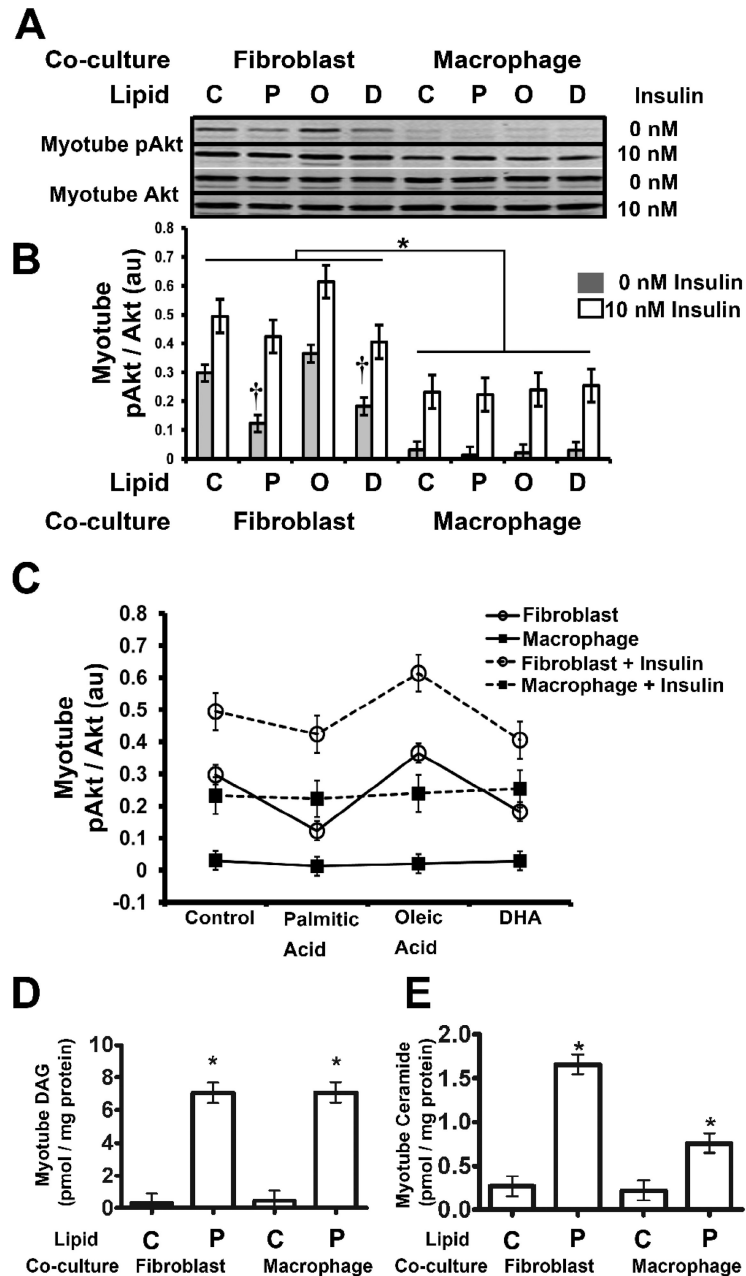 A
Co-culture Fibroblast Macrophage
Lipid C P O D C P O D Insulin
Myotube pAkt 0 nM
10 nM
Myotube Akt 0 nM
10 nM
B
Myotube
pAkt / Akt (au)
0.8
0.7
0.6
0.5
0.4
0.3
0.2
0.1
0
*
†
†
0 nM Insulin
10 nM Insulin
Lipid C P O D C P O D
Co-culture Fibroblast Macrophage
C
Myotube
pAkt / Akt (au)
0.8
0.7
0.6
0.5
0.4
0.3
0.2
0.1
0
-0.1
Fibroblast
Macrophage
Fibroblast + Insulin
Macrophage + Insulin
Control Palmitic Acid Oleic Acid DHA
D
Myotube DAG
(pmol / mg protein)
10
8
6
4
2
0
* *
Lipid C P C P
Co-culture Fibroblast Macrophage
E
Myotube Ceramide
(pmol / mg protein)
2.0
1.5
1.0
0.5
0.0
* *
Lipid C P C P
Co-culture Fibroblast Macrophage